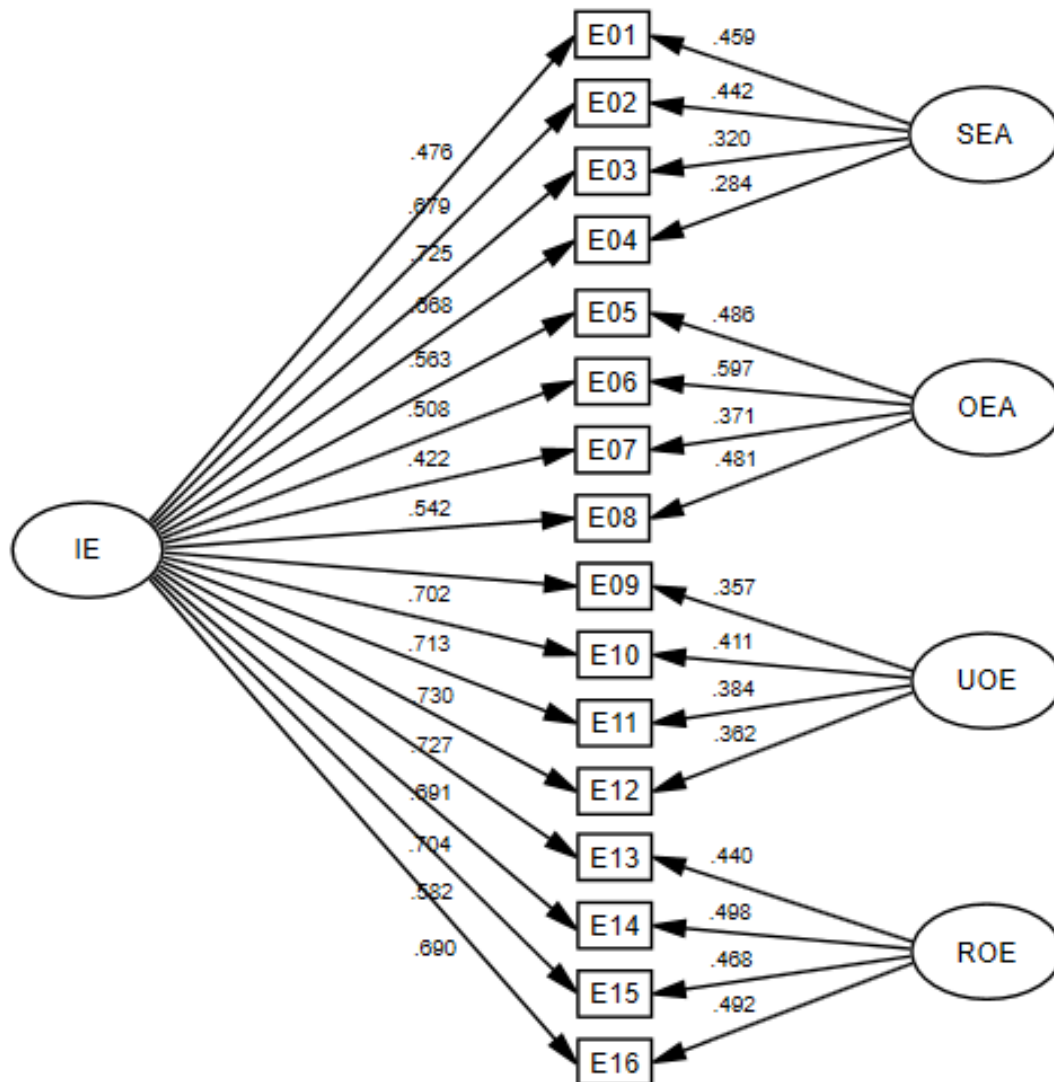 E01
.459
.442
E02
SEA
.320
.476
E03
.284
.679
E04
.725
.668
E05
.486
.563
E06
.597
OEA
.508
.371
.422
E07
.481
.542
E08
IE
E09
.357
.702
.411
E10
.713
UOE
.384
.730
E11
.362
.727
E12
.691
.704
E13
.440
.582
E14
.498
.690
ROE
.468
E15
.492
E16